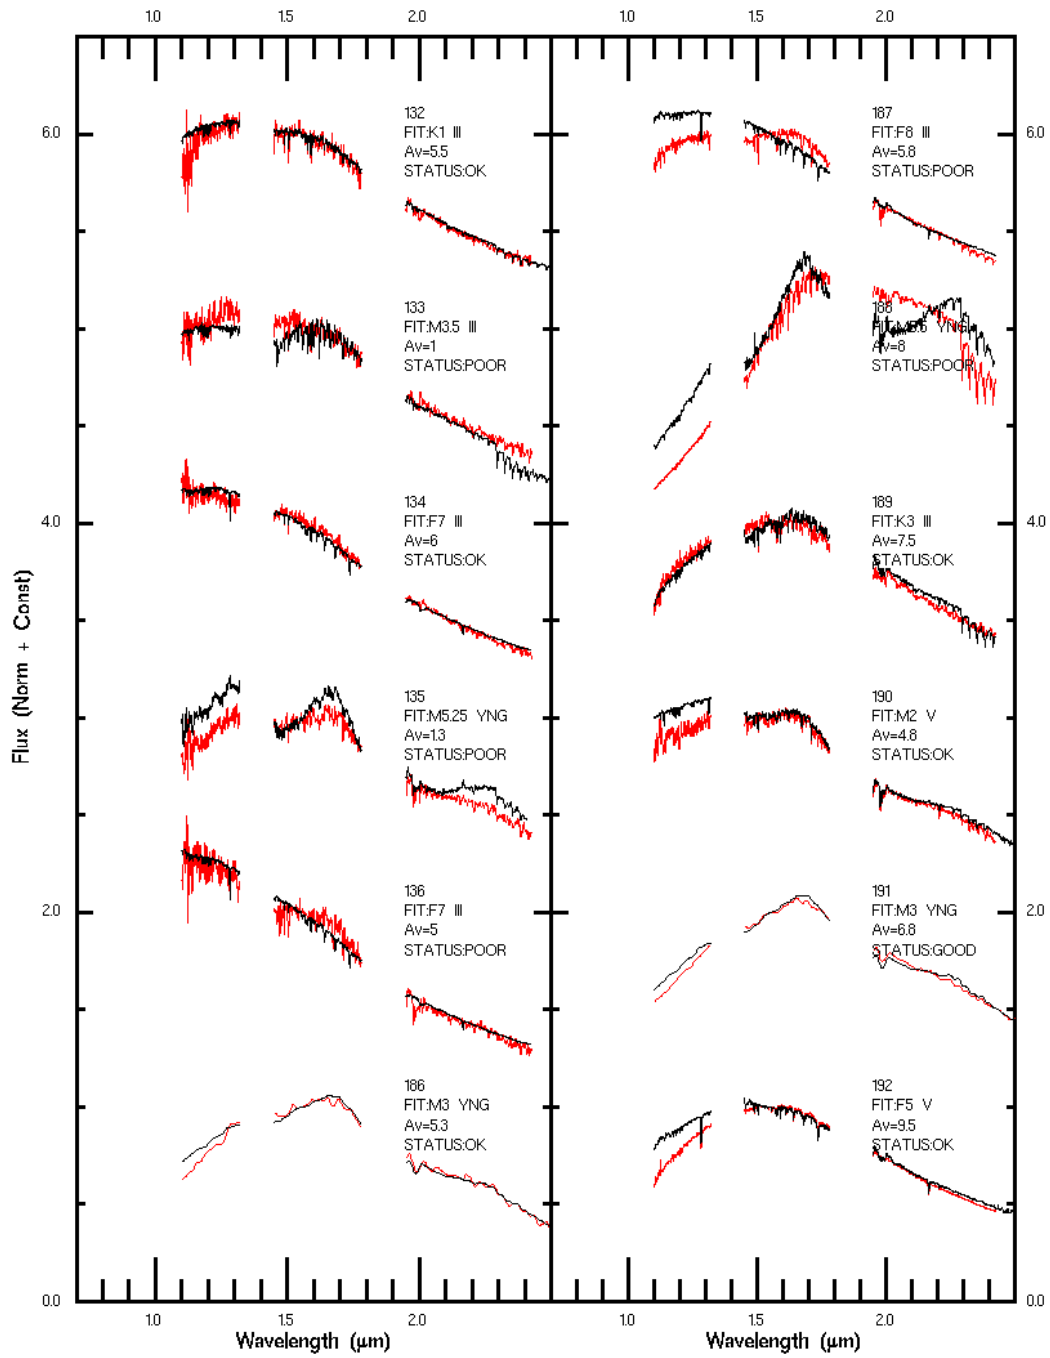 1.0 1.5 2.0 1.0 1.5 2.0
6.0
4.0
2.0
0.0
Flux (Norm + Const)
132
FIT:K1 III
Av=5.5
STATUS:OK
133
FIT:M3.5 III
Av=1
STATUS:POOR
134
FIT:F7 III
Av=6
STATUS:OK
135
FIT:M5.25 YNG
Av=1.3
STATUS:POOR
136
FIT:F7 III
Av=5
STATUS:POOR
186
FIT:M3 YNG
Av=5.3
STATUS:OK
187
FIT:F8 III
Av=5.8
STATUS:POOR
188
YNG
Av=8
STATUS:POOR
189
FIT:K3 III
Av=7.5
STATUS:OK
190
FIT:M2 V
Av=4.8
STATUS:OK
191
FIT:M3 YNG
Av=6.8
STATUS:GOOD
192
FIT:F5 V
Av=9.5
STATUS:OK
6.0
4.0
2.0
0.0
1.0 1.5 2.0 1.0 1.5 2.0
Wavelength (μm) Wavelength (μm)